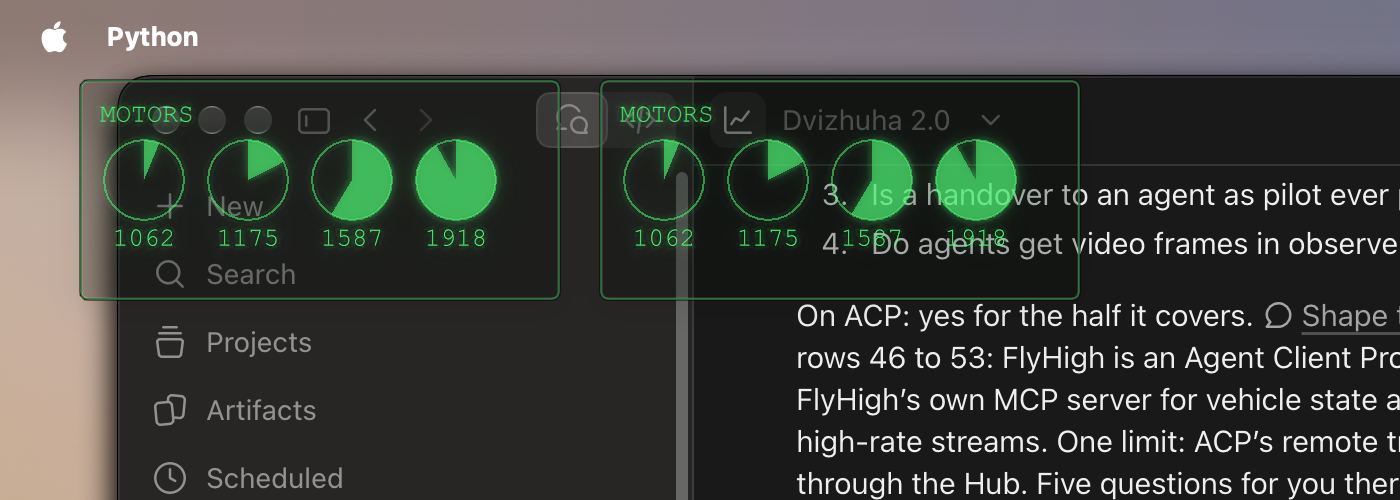 Python
MOTORS
1062 1175 1587 1918
MOTORS
1062 1175 1587 1918
Dvizhuha 2.0
New
Search
Projects
Artifacts
Scheduled
3. Is a handover to an agent as pilot ever
4. Do agents get video frames in observe
On ACP: yes for the half it covers. Shape
rows 46 to 53: FlyHigh is an Agent Client Pro
FlyHigh’s own MCP server for vehicle state a
high-rate streams. One limit: ACP’s remote t
through the Hub. Five questions for you ther